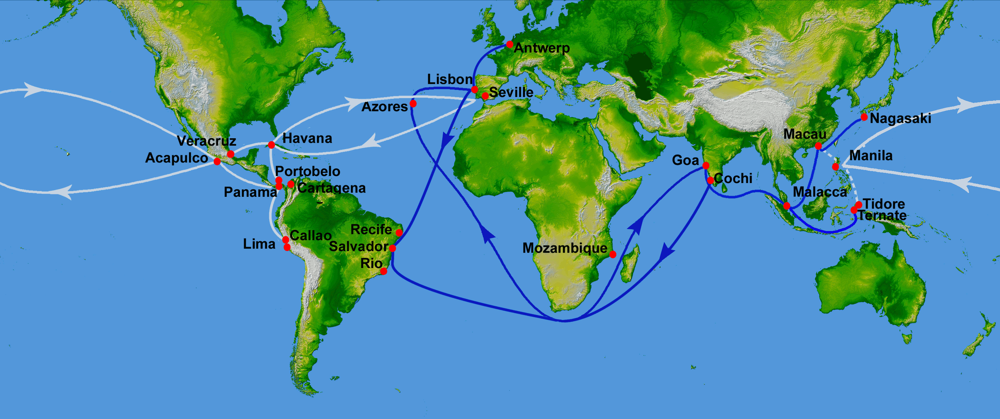 Antwerp
Lisbon
Seville
Azores
Nagasaki
Macau
Havana
Veracruz
Acapulco
Manila
Goa
Portobelo
Cochi
Cartagena
Panama
Malacca
Tidore
Ternate
Recife
Callao
Lima
Salvador
Mozambique
Rio